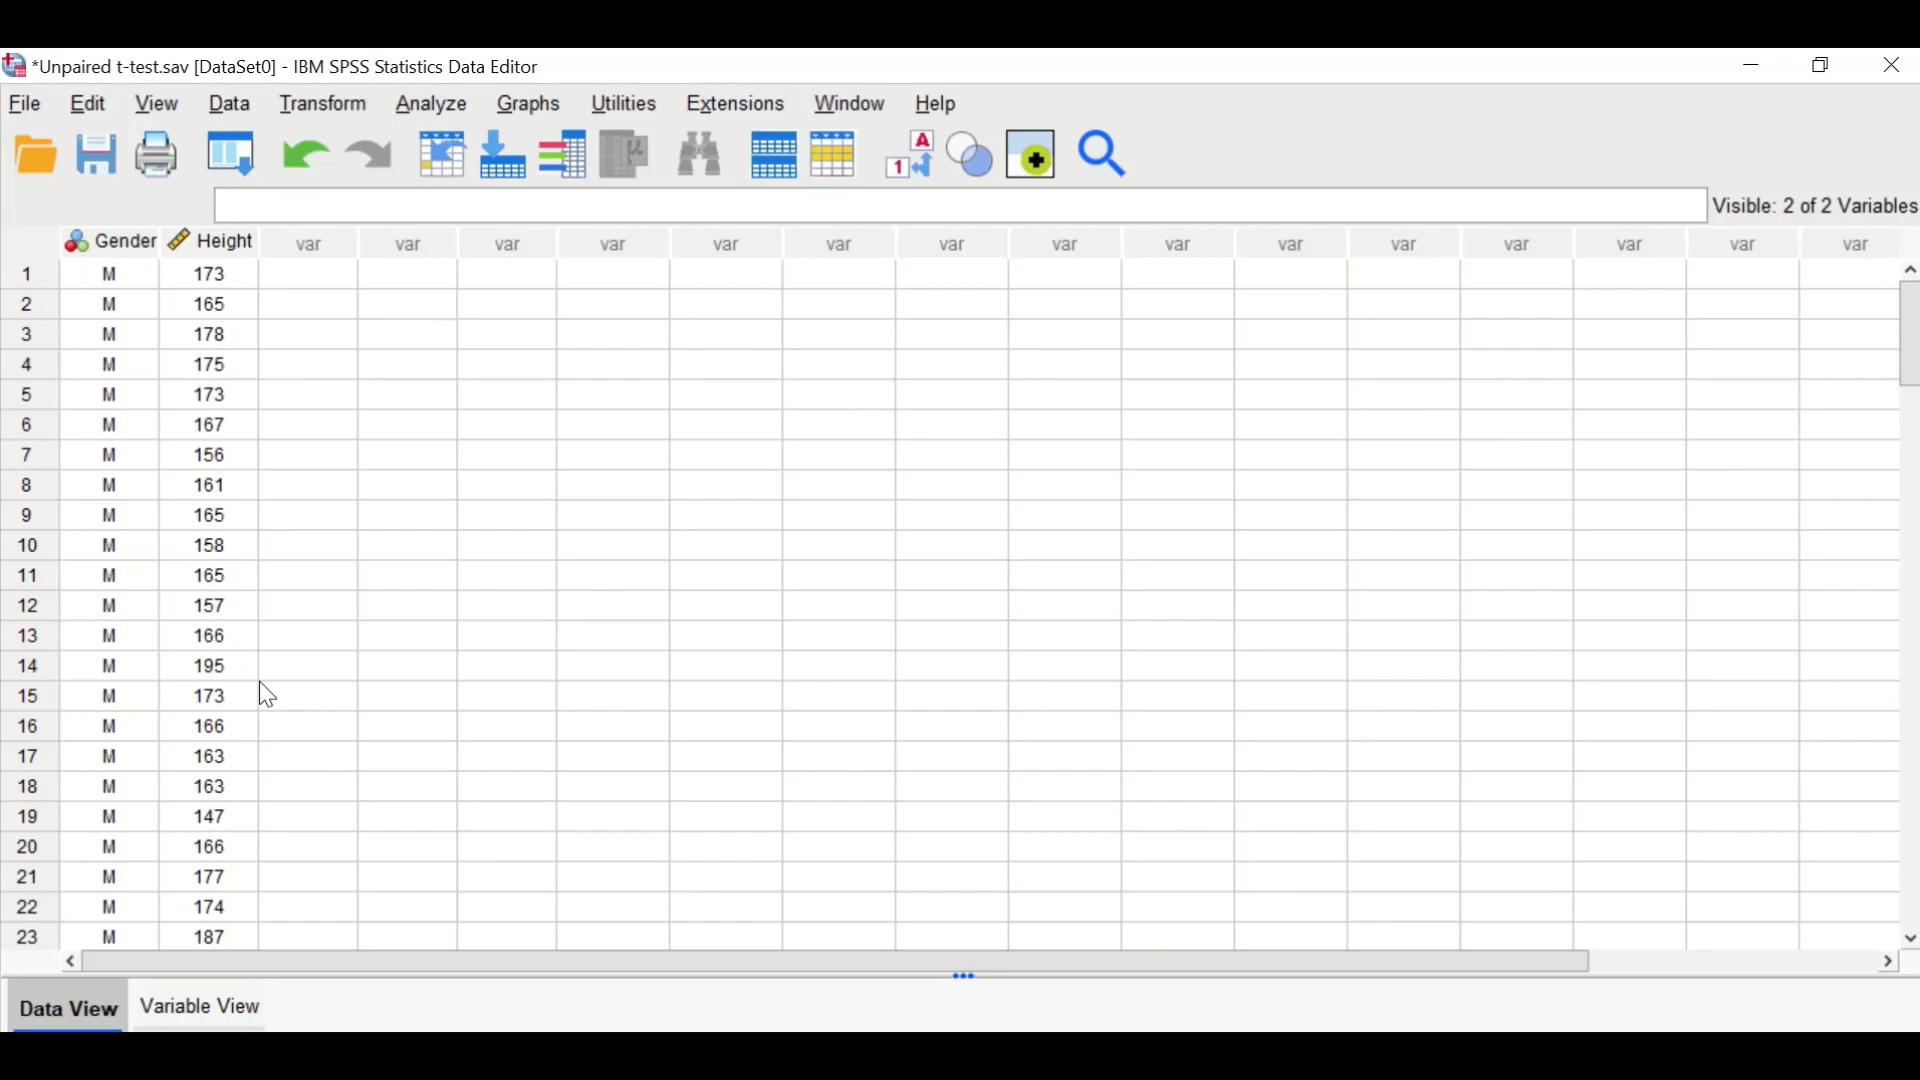 *Unpaired t-test.sav [DataSet0] - IBM SPSS Statistics Data Editor
File Edit View Data Transform Analyze Graphs Utilities Extensions Window Help
A
1
Visible: 2 of 2 Variables
Gender Height var var var var var var var var var var var var var var var
1 M 173
2 M 165
3 M 178
4 M 175
5 M 173
6 M 167
7 M 156
8 M 161
9 M 165
10 M 158
11 M 165
12 M 157
13 M 166
14 M 195
15 M 173
16 M 166
17 M 163
18 M 163
19 M 147
20 M 166
21 M 177
22 M 174
23 M 187
Data View Variable View